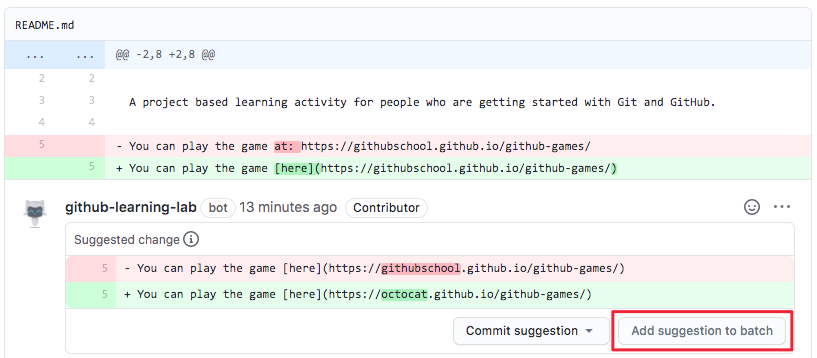 README.md
... ... @@ -2,8 +2,8 @@
2 2
3 3 A project based learning activity for people who are getting started with Git and GitHub.
4 4
5 - You can play the game at: https://githubschool.github.io/github-games/
5 + You can play the game [here](https://githubschool.github.io/github-games/)
github-learning-lab bot 13 minutes ago Contributor ...
Suggested change
5 - You can play the game [here](https://githubschool.github.io/github-games/)
5 + You can play the game [here](https://octocat.github.io/github-games/)
Commit suggestion Add suggestion to batch